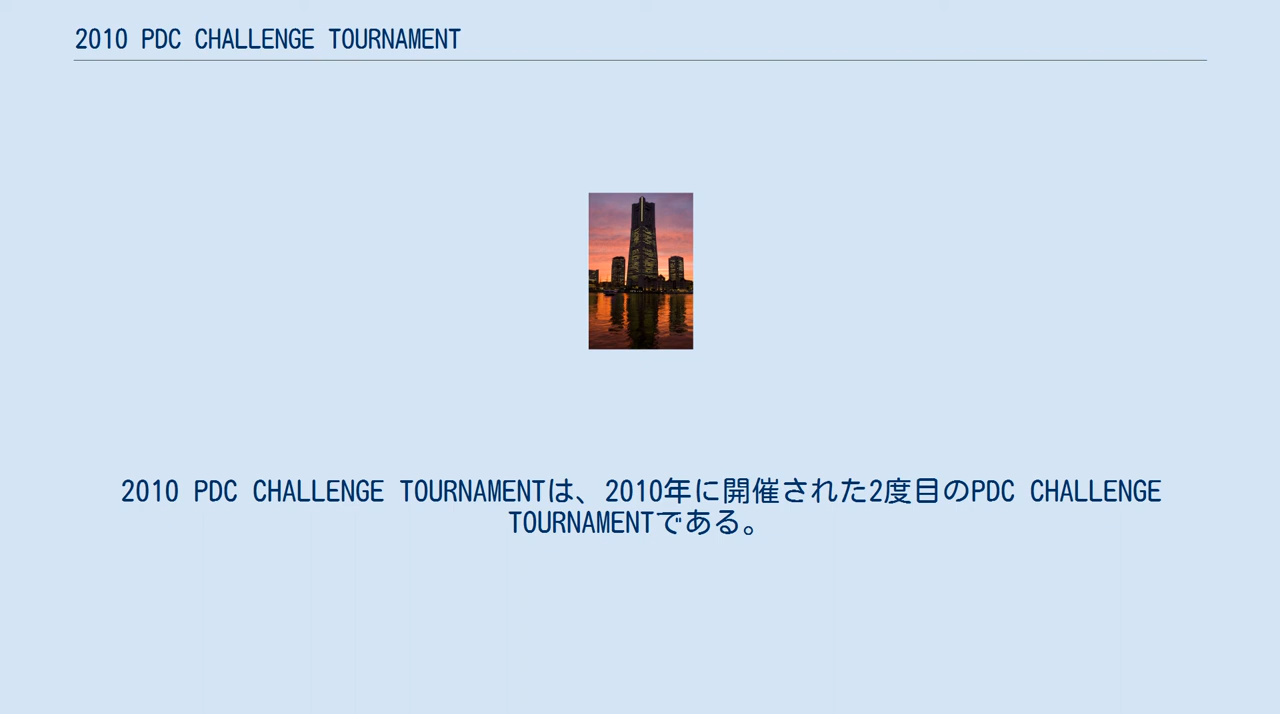 2010 PDC CHALLENGE TOURNAMENT
2010 PDC CHALLENGE TOURNAMENTは、2010年に開催された2度目のPDC CHALLENGE
TOURNAMENTである。